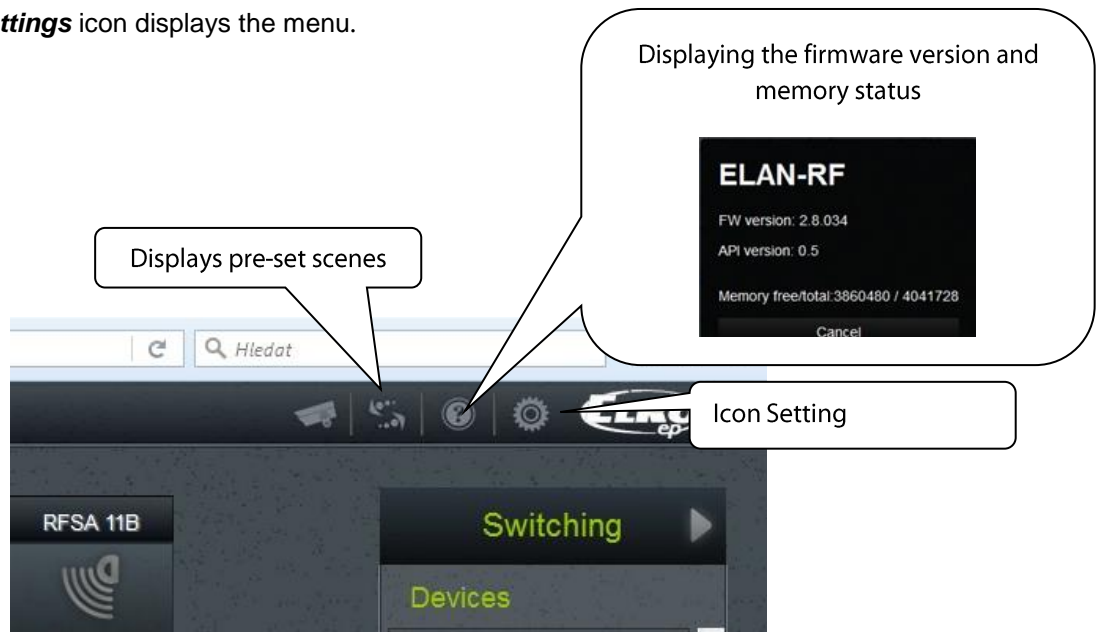 ttings icon displays the menu.
Displaying the firmware version and
memory status
ELAN-RF
FW version: 2.8.034
API version: 0.5
Memory free/total:3860480 / 4041728
Cancel
Displays pre-set scenes
Hledat
Icon Setting
ep
RFSA 11B
Switching
Devices